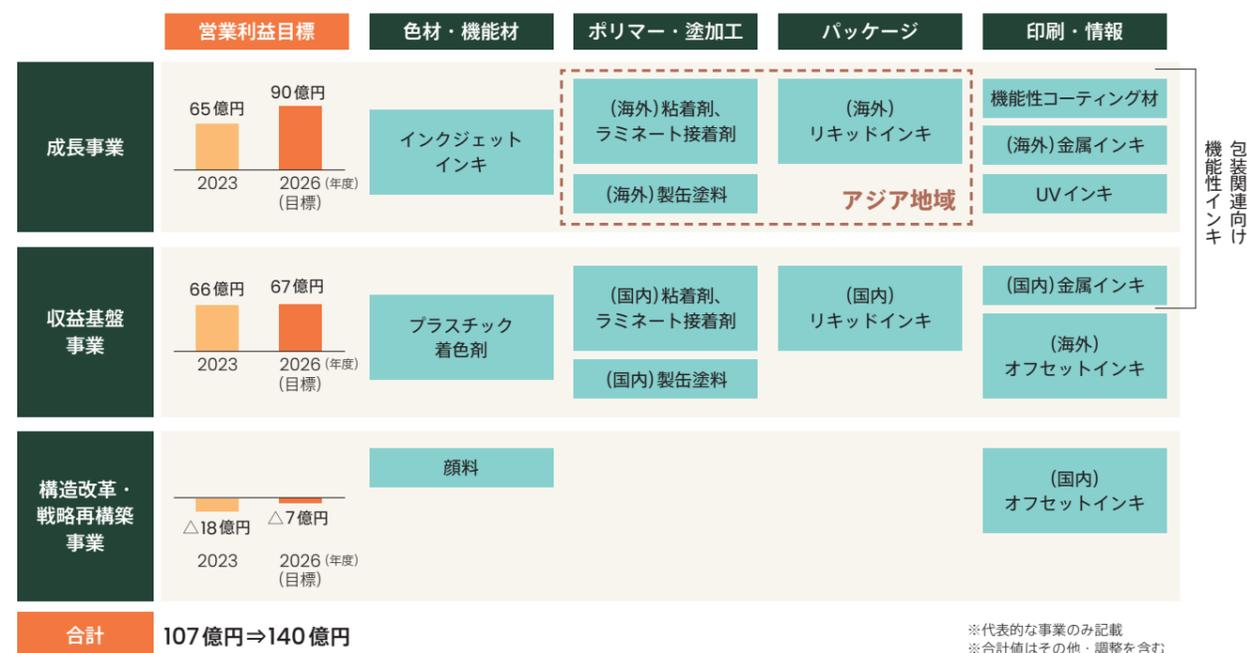 営業利益目標
色材・機能材
ポリマー・塗加工
パッケージ
印刷・情報
成長事業
65億円
90億円
2023
2026(年度)
(目標)
インクジェット
インキ
(海外)粘着剤、
ラミネート接着剤
(海外)製缶塗料
(海外)
リキッドインキ
アジア地域
機能性コーティング材
(海外)金属インキ
UVインキ
包装関連向け
機能性インキ
収益基盤
事業
66億円
67億円
2023
2026(年度)
(目標)
プラスチック
着色剤
(国内)粘着剤、
ラミネート接着剤
(国内)製缶塗料
(国内)
リキッドインキ
(国内)金属インキ
(海外)
オフセットインキ
構造改革・
戦略再構築
事業
△18億円
△7億円
2023
2026(年度)
(目標)
顔料
(国内)
オフセットインキ
合計
107億円⇒140億円
※代表的な事業のみ記載
※合計値はその他・調整を含む